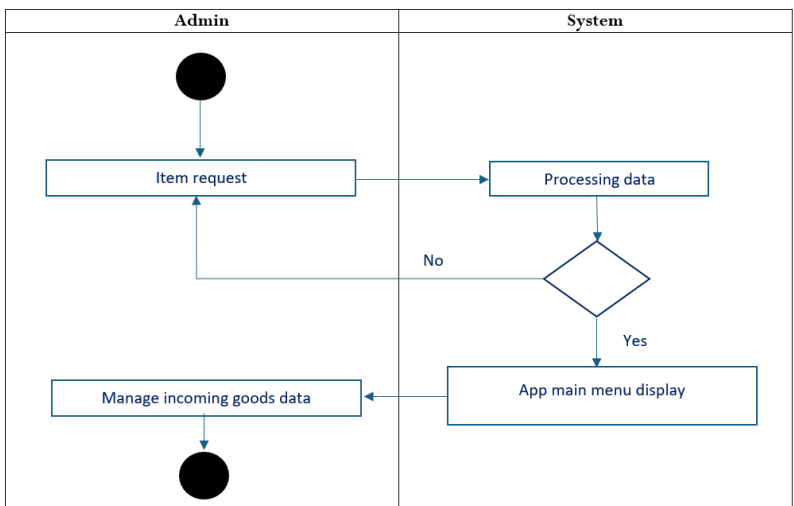 Admin
System
Item request
Processing data
No
Yes
App main menu display
Manage incoming goods data